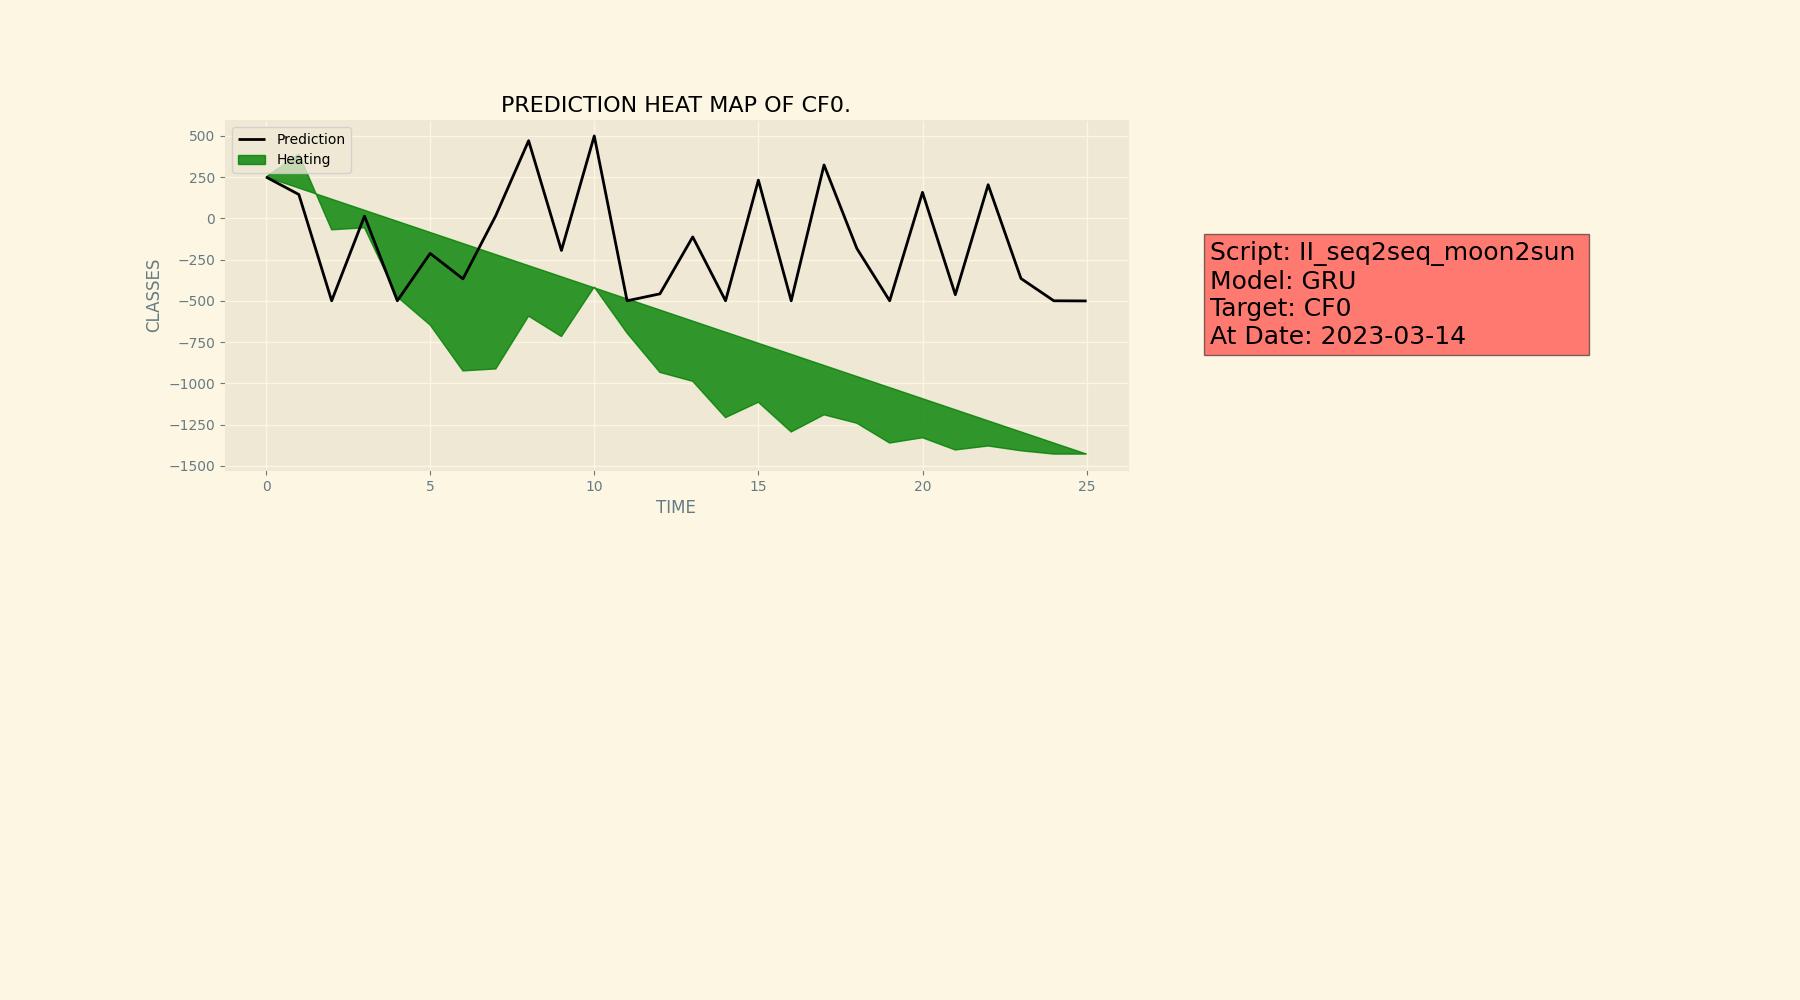 PREDICTION HEAT MAP OF CF0.
Prediction
Heating
500
250
0
−250
−500
−750
−1000
−1250
−1500
CLASSES
0 5 10 15 20 25
TIME
Script: II_seq2seq_moon2sun
Model: GRU
Target: CF0
At Date: 2023-03-14